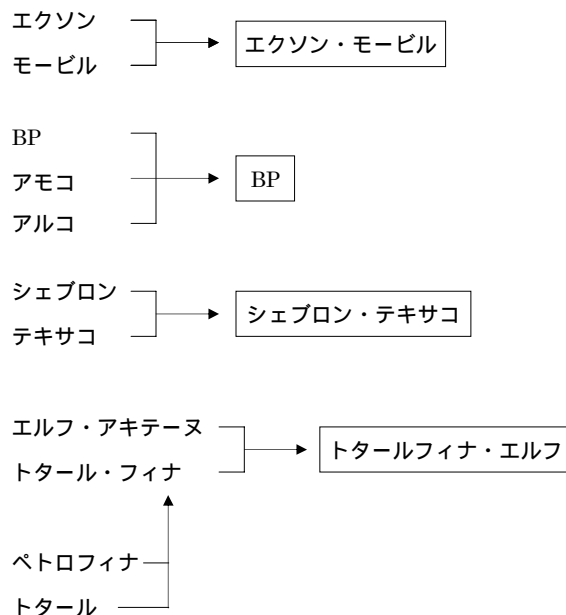 エクソン
モービル
エクソン・モービル
BP
アモコ
アルコ
BP
シェブロン
テキサコ
シェブロン・テキサコ
エルフ・アキテーヌ
トタール・フィナ
トタールフィナ・エルフ
ペトロフィナ
トタール